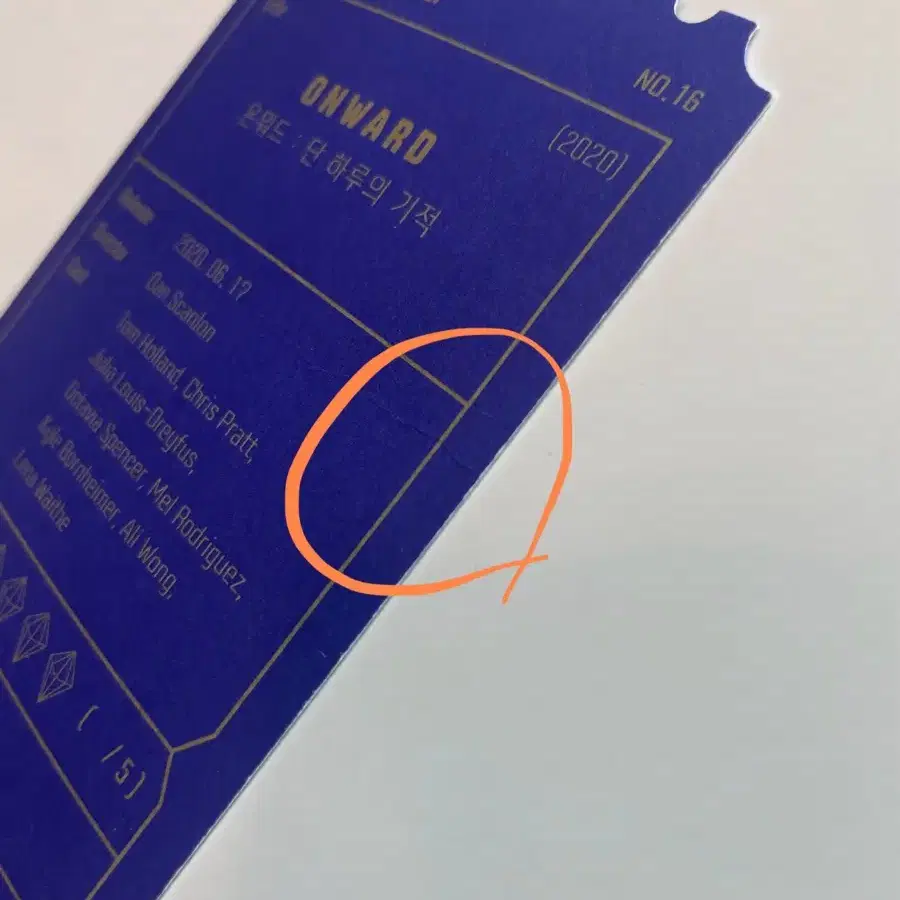 NO.16
ONWARD
(2020)
온워드 : 단 하루의 기적
2020. 06. 17
Dan Scanlon
Tom Holland, Chris Pratt,
Julia Louis-Dreyfus,
Octavia Spencer, Mel Rodriguez,
Kyle Bornheimer, Ali Wong,
Lena Waithe
( / 5 )